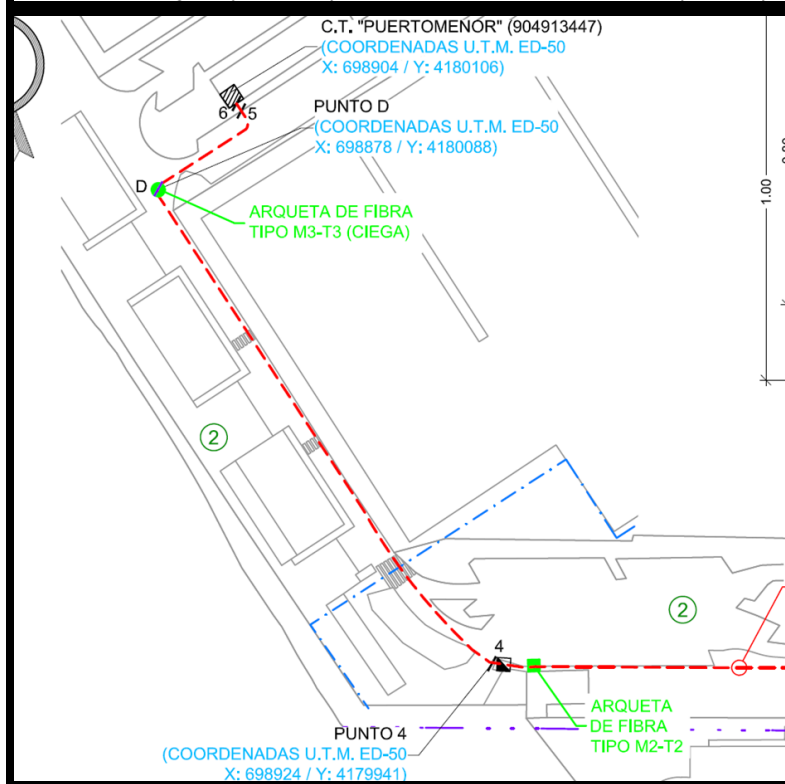 C.T. "PUERTOMENOR" (904913447)
(COORDENADAS U.T.M. ED-50
X: 698904 / Y: 4180106)
6
5
PUNTO D
(COORDENADAS U.T.M. ED-50
X: 698878 / Y: 4180088)
D
ARQUETA DE FIBRA
TIPO M3-T3 (CIEGA)
1.00
2
2
4
ARQUETA
DE FIBRA
TIPO M2-T2
PUNTO 4
(COORDENADAS U.T.M. ED-50
X: 698924 / Y: 4179941)